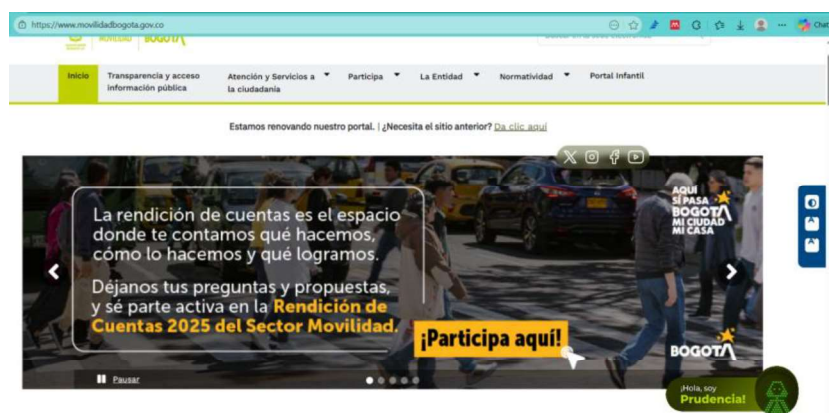 https://www.movilidadbogota.gov.co
Chat
MOVILIDAD BOGOTÁ
Inicio
Transparencia y acceso
información pública
Atención y Servicios a
la ciudadanía
Participa
La Entidad
Normatividad
Portal Infantil
Estamos renovando nuestro portal. | ¿Necesita el sitio anterior? Da clic aquí
La rendición de cuentas es el espacio
donde te contamos qué hacemos,
cómo lo hacemos y qué logramos.
Déjanos tus preguntas y propuestas,
y sé parte activa en la Rendición de
Cuentas 2025 del Sector Movilidad.
¡Participa aquí!
AQUÍ
SÍ PASA
BOGOTÁ
MI CIUDAD
MI CASA
BOGOTÁ
Pausar
¡Hola, soy
Prudencia!